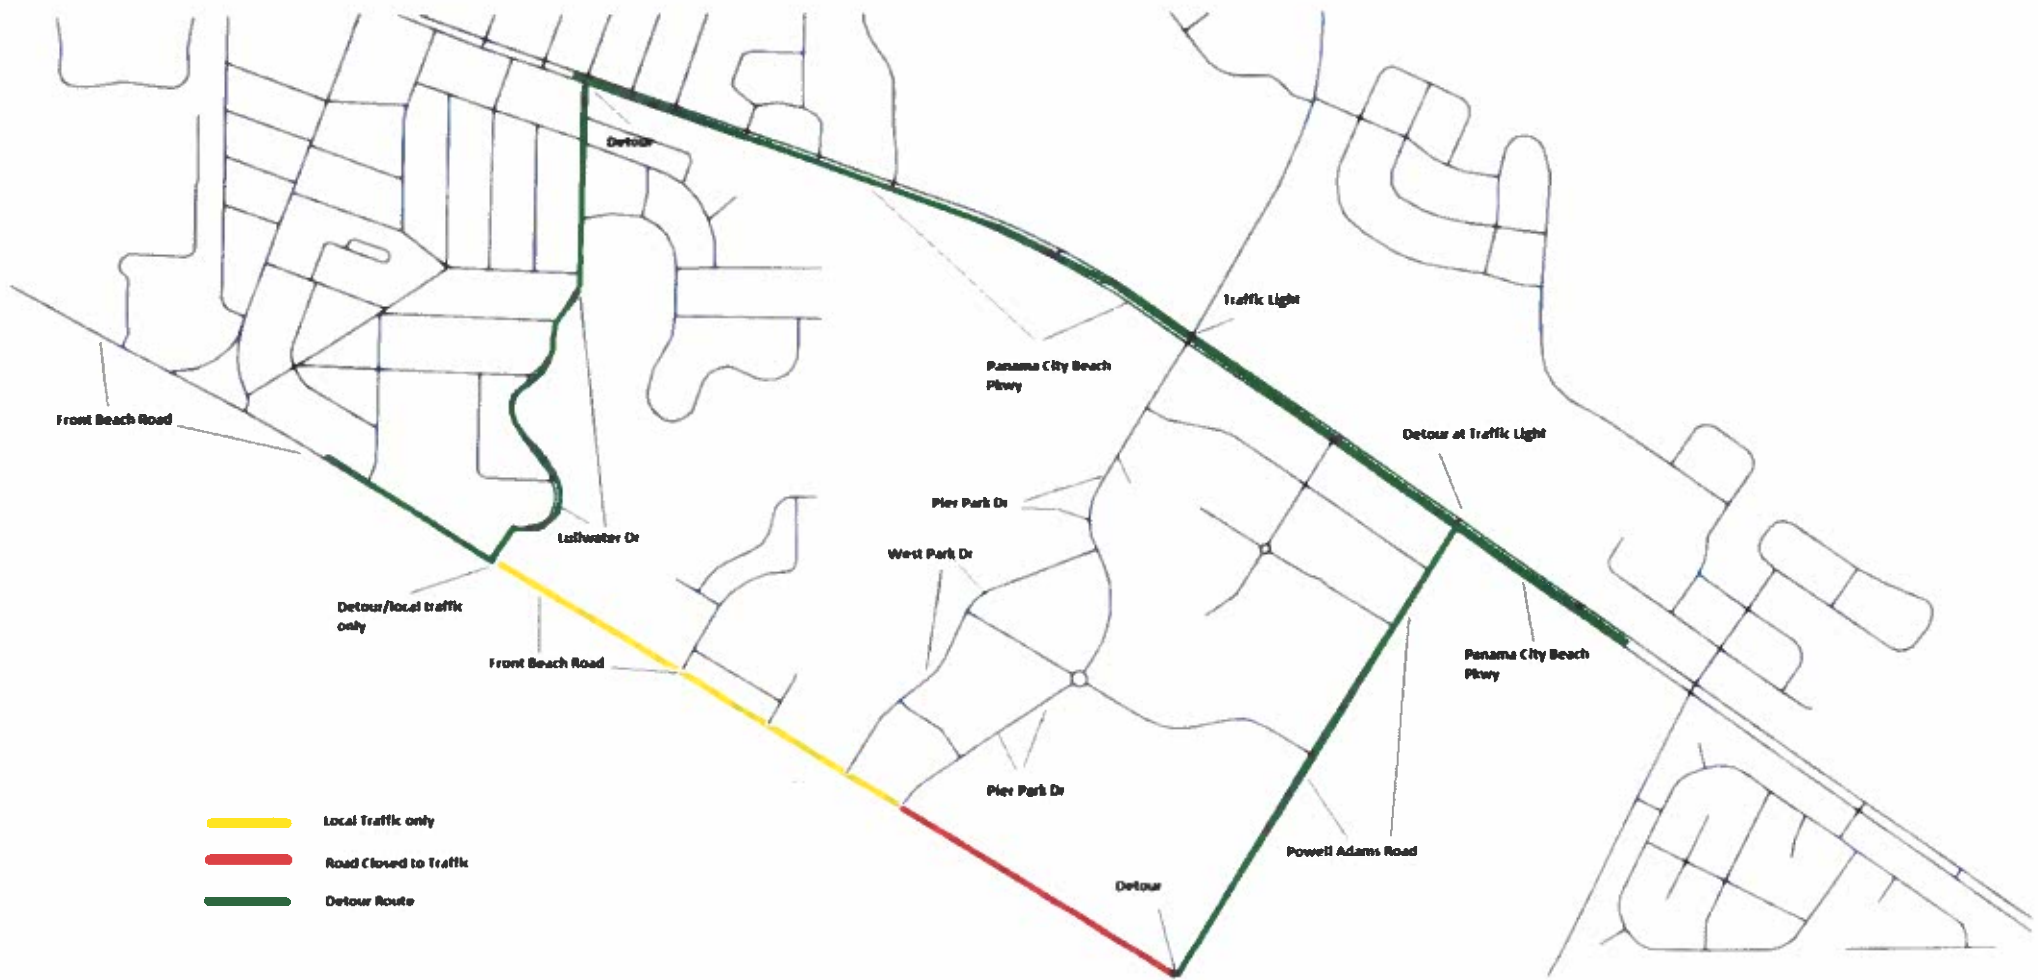 Detour
Traffic Light
Panama City Beach
Pkwy
Front Beach Road
Detour at Traffic Light
Pier Park Dr
Lullwater Dr
West Park Dr
Detour/local traffic
only
Front Beach Road
Panama City Beach
Pkwy
Pier Park Dr
Local Traffic only
Powell Adams Road
Road Closed to Traffic
Detour
Detour Route